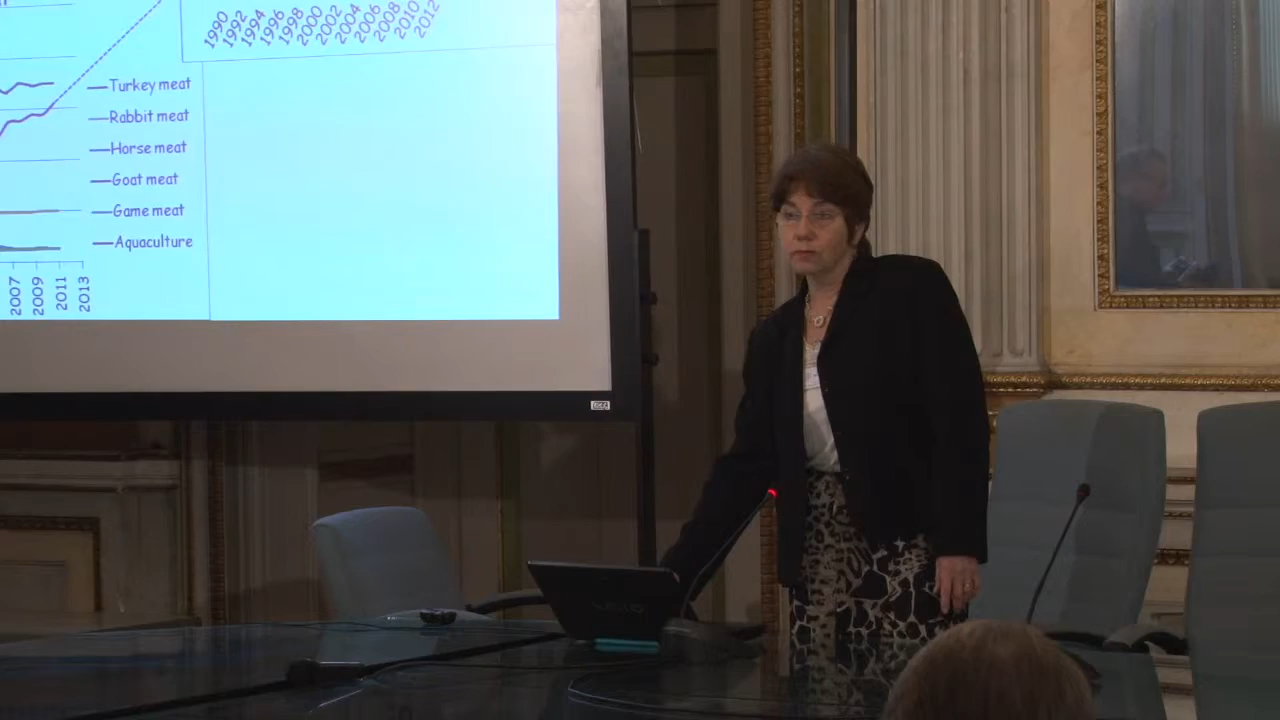 1990 1992 1994 1996 1998 2000 2002 2004 2006 2008 2010 2012
Turkey meat
Rabbit meat
Horse meat
Goat meat
Game meat
Aquaculture
2007 2009 2011 2013